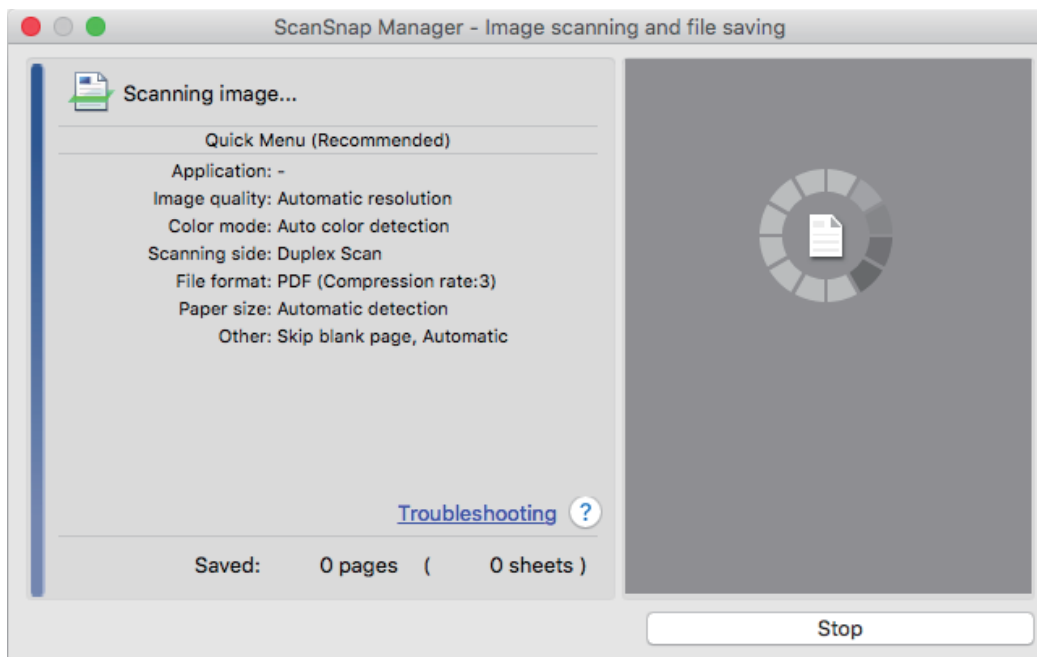 ScanSnap Manager - Image scanning and file saving
Scanning image...
Quick Menu (Recommended)
Application: -
Image quality: Automatic resolution
Color mode: Auto color detection
Scanning side: Duplex Scan
File format: PDF (Compression rate:3)
Paper size: Automatic detection
Other: Skip blank page, Automatic
Troubleshooting ?
Saved: 0 pages ( 0 sheets )
Stop